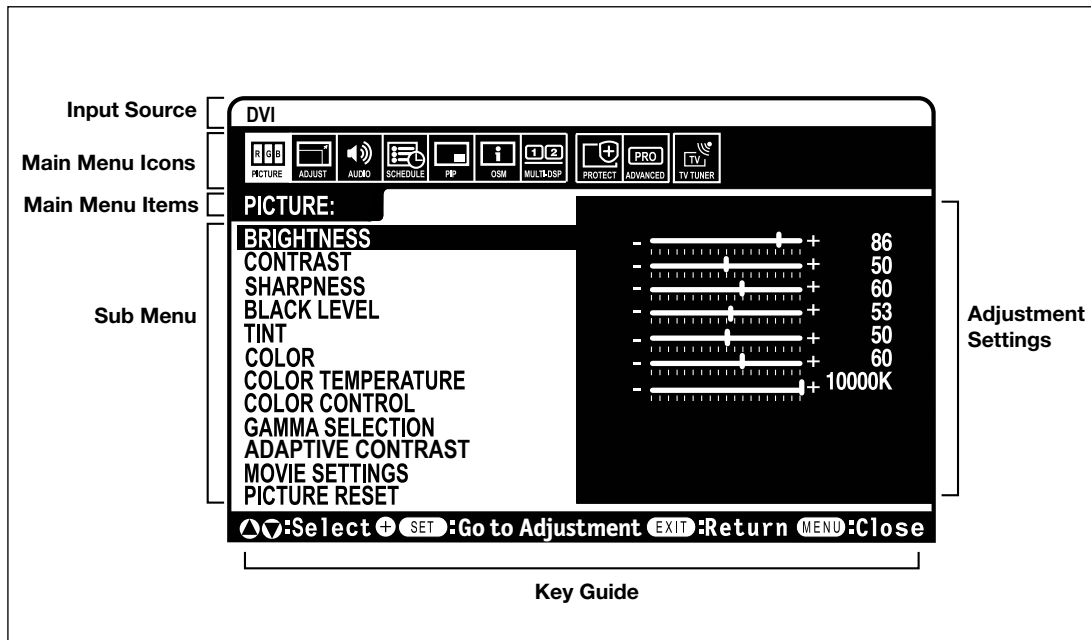 Input Source
DVI
Main Menu Icons
R G B
PICTURE
ADJUST
AUDIO
SCHEDULE
PIP
i
OSM
1 2
MULTI-DSP
PROTECT
PRO
ADVANCED
TV
TV TUNER
Main Menu Items
PICTURE:
Sub Menu
BRIGHTNESS - + 86
CONTRAST - + 50
SHARPNESS - + 60
BLACK LEVEL - + 53
TINT - + 50
COLOR - + 60
COLOR TEMPERATURE - + 10000K
COLOR CONTROL
GAMMA SELECTION
ADAPTIVE CONTRAST
MOVIE SETTINGS
PICTURE RESET
Adjustment
Settings
:Select + SET :Go to Adjustment EXIT :Return MENU :Close
Key Guide